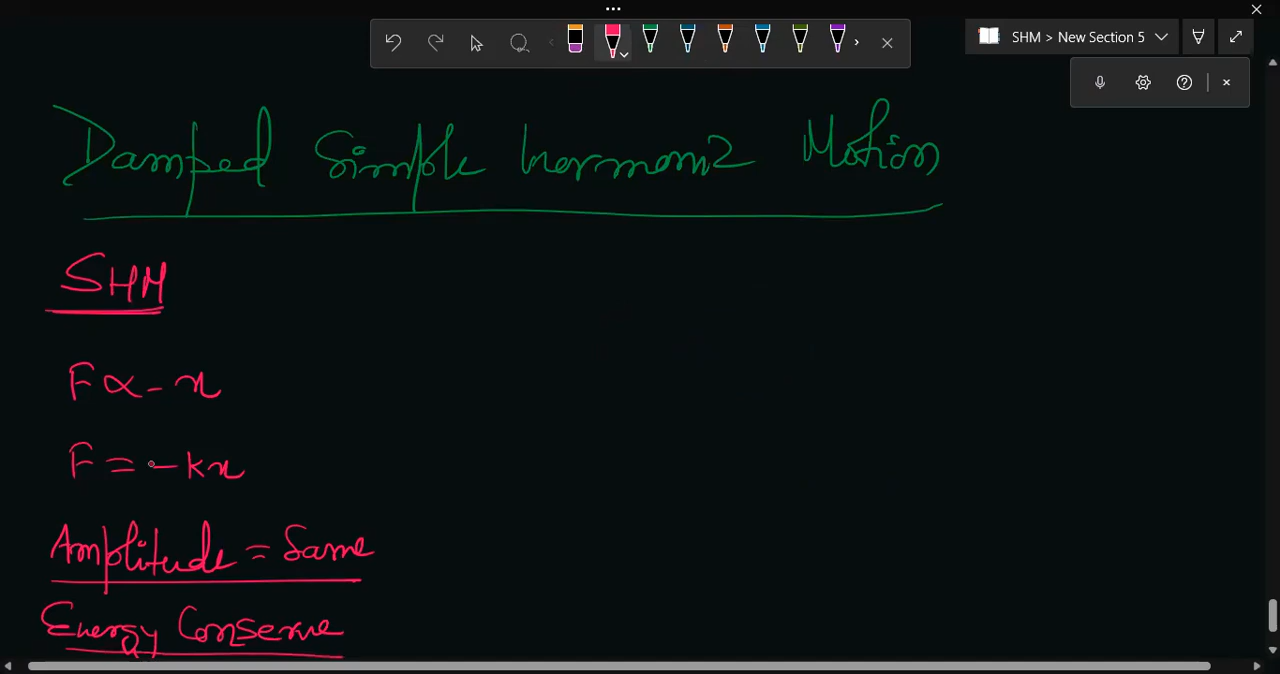 SHM > New Section 5
Damped Simple harmonic Motion
SHM
F ∝ - x
F = - kx
Amplitude = Same
Energy Conserve